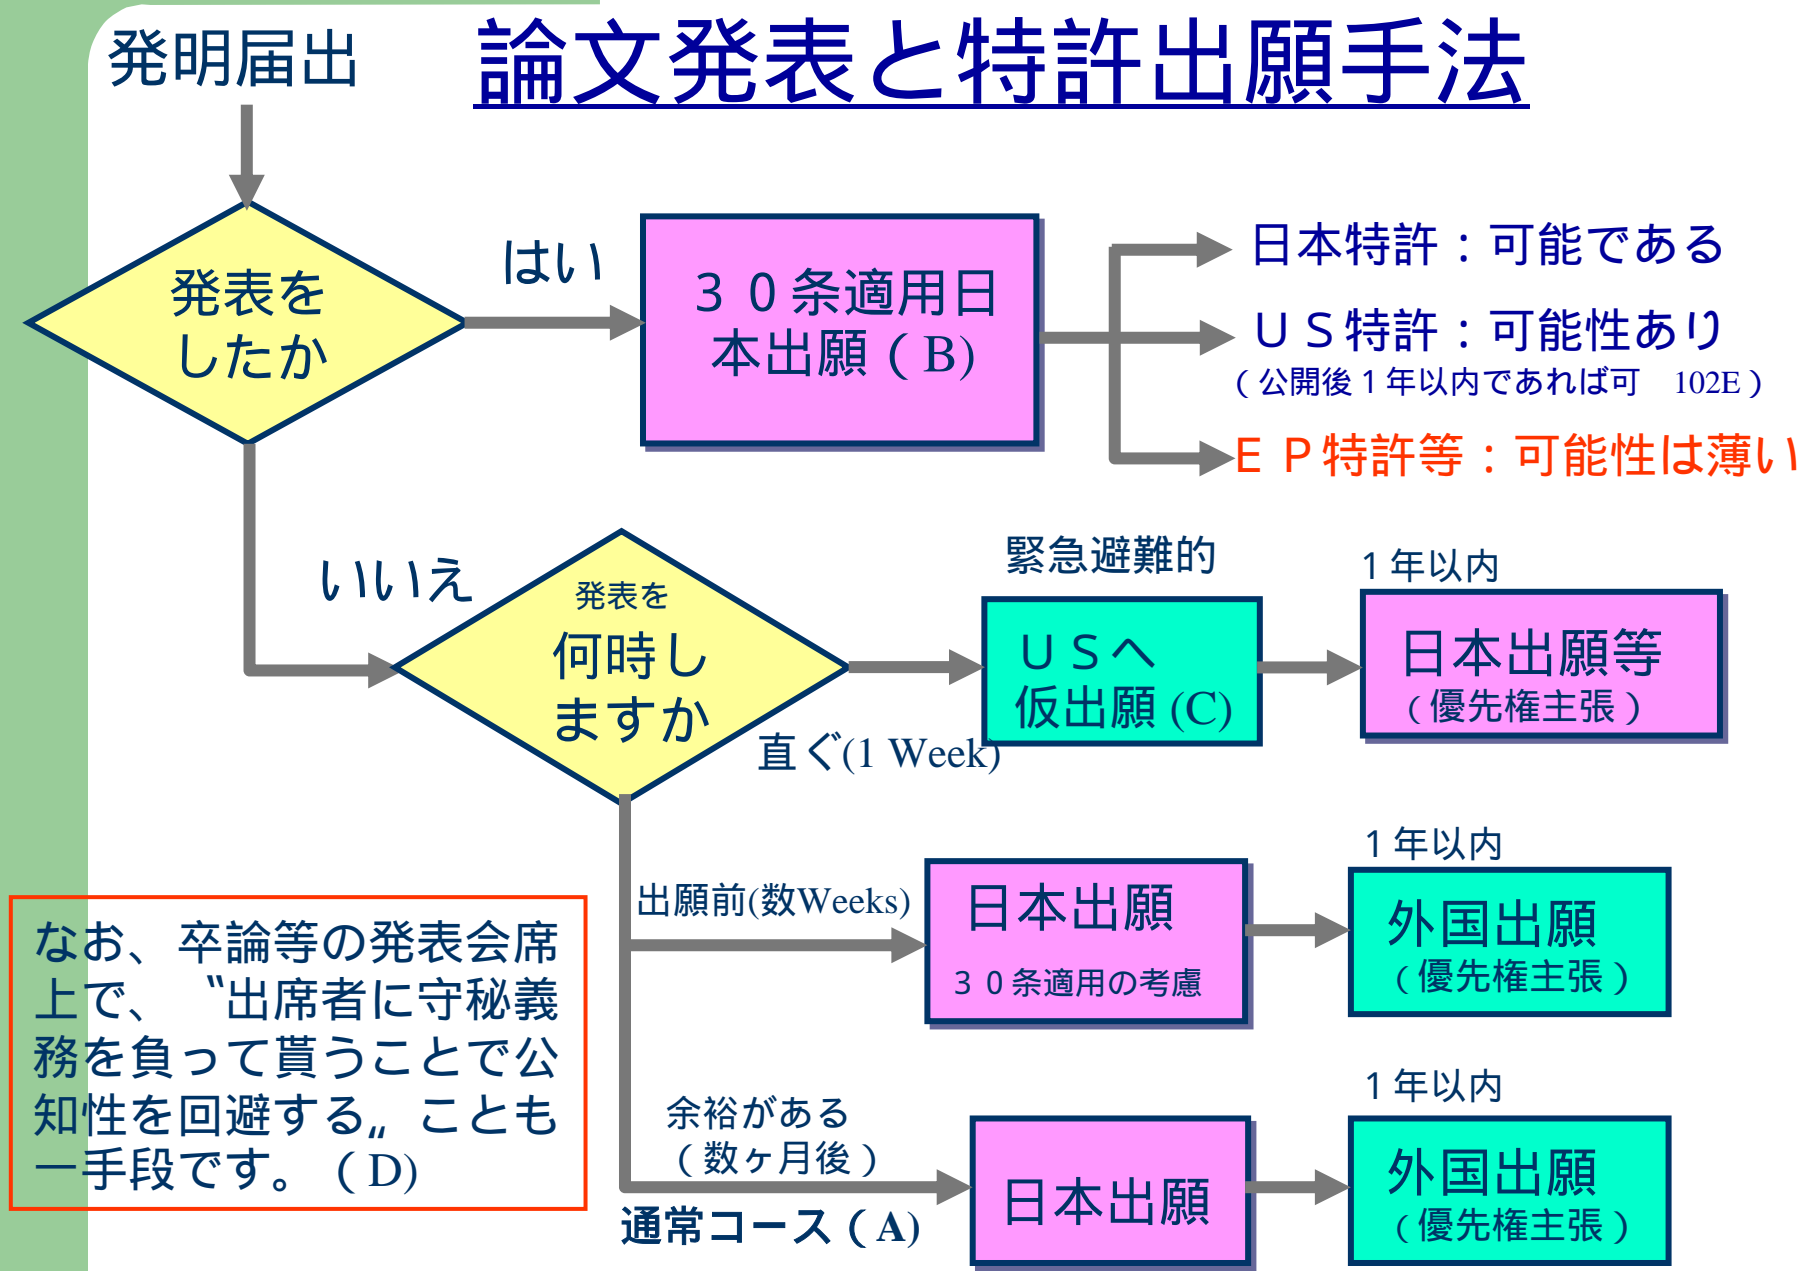 発明届出
論文発表と特許出願手法
発表を
したか
はい
３０条適用日
本出願（B)
日本特許：可能である
ＵＳ特許：可能性あり
（公開後１年以内であれば可　102E）
ＥＰ特許等：可能性は薄い
いいえ
発表を
何時し
ますか
直ぐ(1 Week)
緊急避難的
ＵＳへ
仮出願(C)
１年以内
日本出願等
（優先権主張）
出願前(数Weeks)
日本出願
３０条適用の考慮
１年以内
外国出願
（優先権主張）
なお、卒論等の発表会席
上で、〝出席者に守秘義
務を負って貰うことで公
知性を回避する〟ことも
一手段です。（D)
余裕がある
（数ヶ月後）
通常コース（A)
日本出願
１年以内
外国出願
（優先権主張）